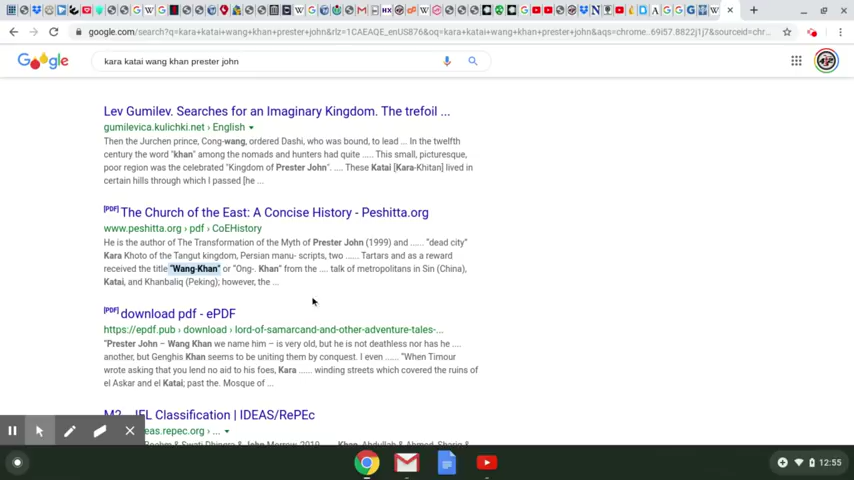 google.com/search?q=kara+katai+wang+khan+prester+john&rlz=1CAEAQE_enUS876&oq=kara+katai+wang+khan+prester+john&aqs=chrome..69i57.8822j1j7&sourceid=chr...
Google
kara katai wang khan prester john
Lev Gumilev. Searches for an Imaginary Kingdom. The trefoil ...
gumilevica.kulichki.net › English
Then the Jurchen prince, Cong-wang, ordered Dashi, who was bound, to lead ... In the twelfth
century the word "khan" among the nomads and hunters had quite ..... This small, picturesque,
poor region was the celebrated "Kingdom of Prester John". .... These Katai [Kara-Khitan] lived in
certain hills through which I passed [he ...
[PDF] The Church of the East: A Concise History - Peshitta.org
www.peshitta.org › pdf › CoEHistory
He is the author of The Transformation of the Myth of Prester John (1999) and ...... "dead city"
Kara Khoto of the Tangut kingdom, Persian manu- scripts, two ...... Tartars and as a reward
received the title "Wang-Khan" or "Ong-. Khan" from the .... talk of metropolitans in Sin (China),
Katai, and Khanbaliq (Peking); however, the ...
[PDF] download pdf - ePDF
https://epdf.pub › download › lord-of-samarcand-and-other-adventure-tales-...
"Prester John – Wang Khan we name him – is very old, but he is not deathless nor has he ....
another, but Genghis Khan seems to be uniting them by conquest. I even ...... "When Timour
wrote asking that you lend no aid to his foes, Kara ...... winding streets which covered the ruins of
el Askar and el Katai; past the. Mosque of ...
JEL Classification | IDEAS/RePEc
eas.repec.org › ...
12:55